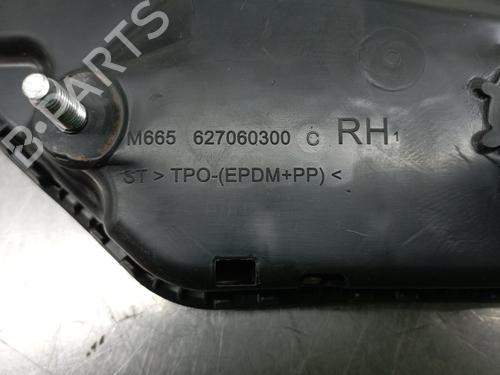 B-PARTS
M665 627060300 C RH1
ST > TPO-(EPDM+PP) <